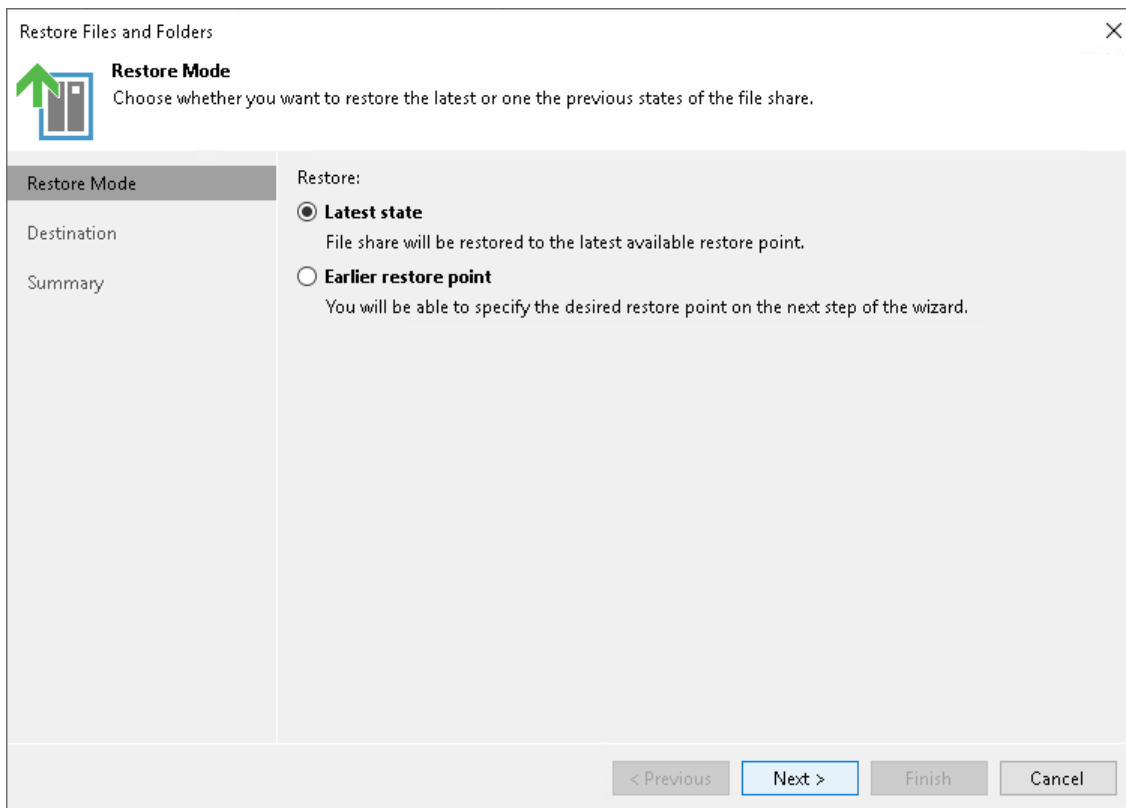 Restore Files and Folders
Restore Mode
Choose whether you want to restore the latest or one the previous states of the file share.
Restore Mode
Destination
Summary
Restore:
Latest state
File share will be restored to the latest available restore point.
Earlier restore point
You will be able to specify the desired restore point on the next step of the wizard.
< Previous
Next >
Finish
Cancel